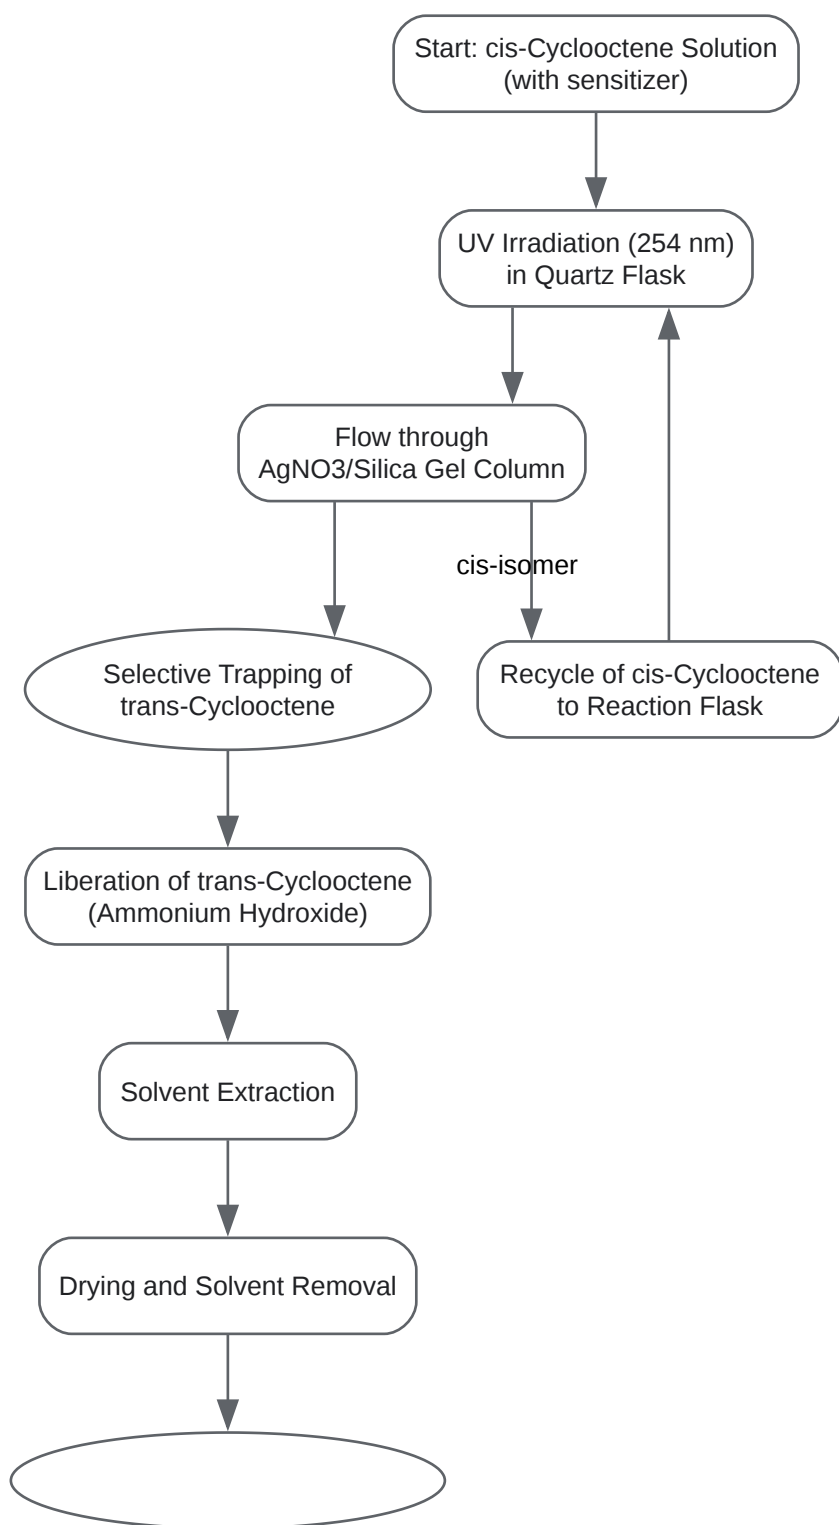 Start: cis-Cyclooctene Solution
(with sensitizer)
UV Irradiation (254 nm)
in Quartz Flask
Flow through
AgNO3/Silica Gel Column
cis-isomer
Selective Trapping of
trans-Cyclooctene
Recycle of cis-Cyclooctene
to Reaction Flask
Liberation of trans-Cyclooctene
(Ammonium Hydroxide)
Solvent Extraction
Drying and Solvent Removal